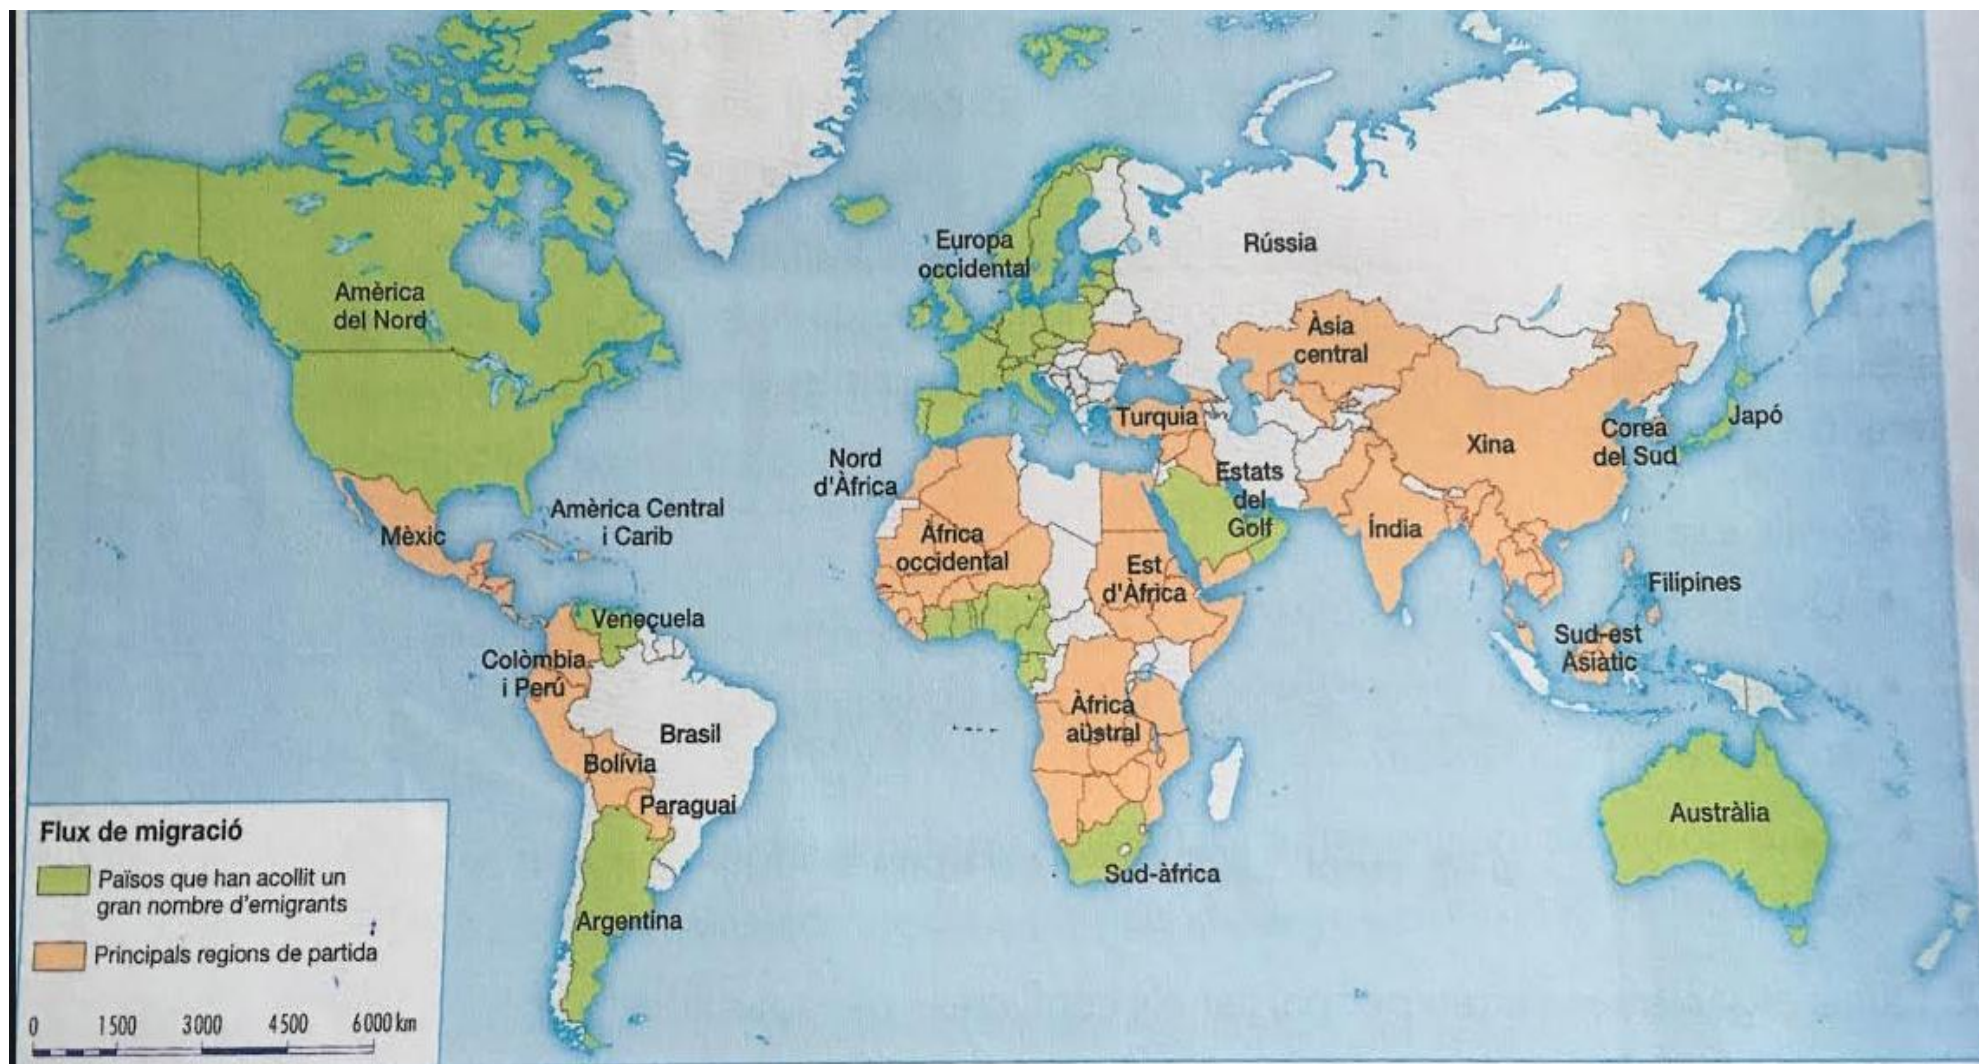 Amèrica
del Nord
Europa
occidental
Rússia
Àsia
central
Turquia
Xina
Corea
del Sud
Japó
Nord
d'Àfrica
Estats
del
Golf
Índia
Mèxic
Amèrica Central
i Carib
Àfrica
occidental
Est
d'Àfrica
Filipines
Veneçuela
Sud-est
Asiàtic
Colòmbia
i Perú
Àfrica
aüstral
Brasil
Bolívia
Paraguai
Austràlia
Sud-àfrica
Argentina
Flux de migració
Països que han acollit un
gran nombre d'emigrants
Principals regions de partida
0 1500 3000 4500 6000 km